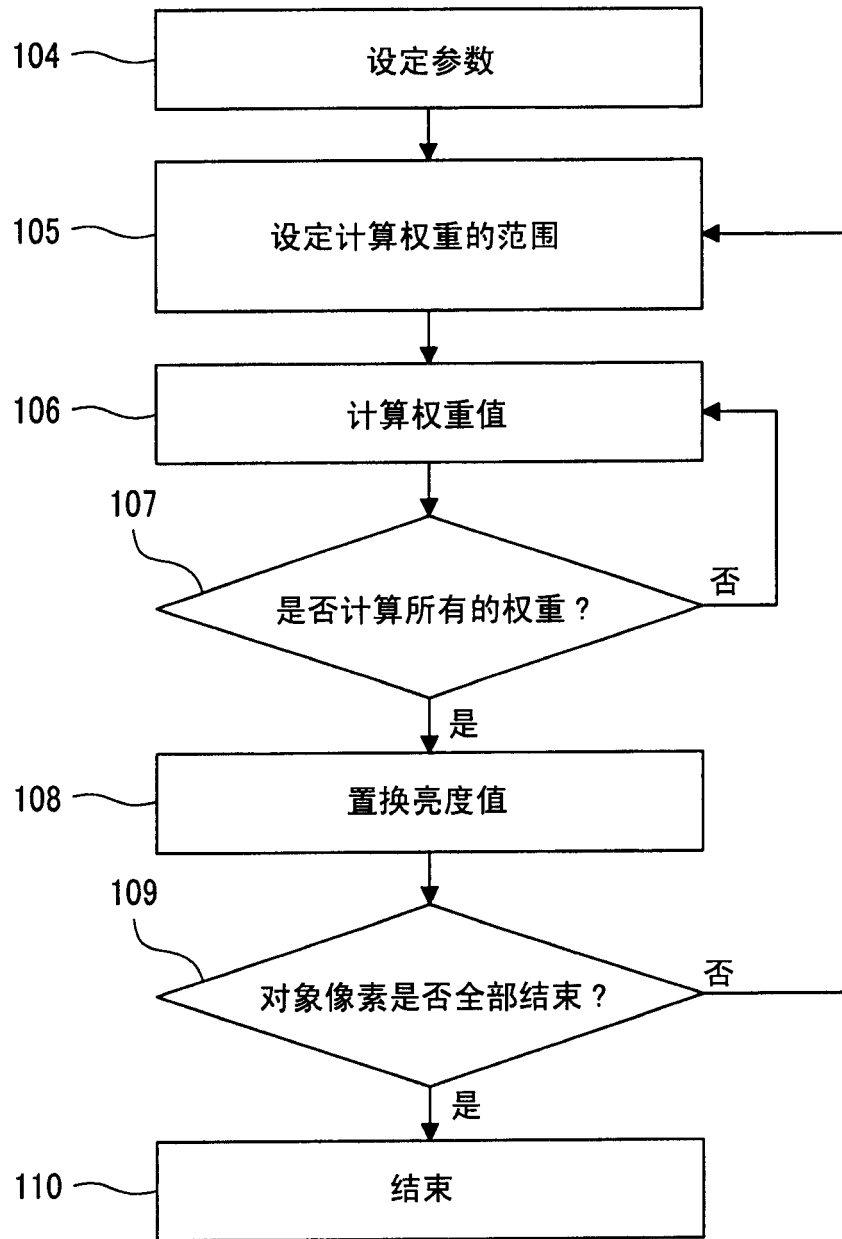 104
设定参数
105
设定计算权重的范围
106
计算权重值
107
是否计算所有的权重？
否
是
108
置换亮度值
109
对象像素是否全部结束？
否
是
110
结束